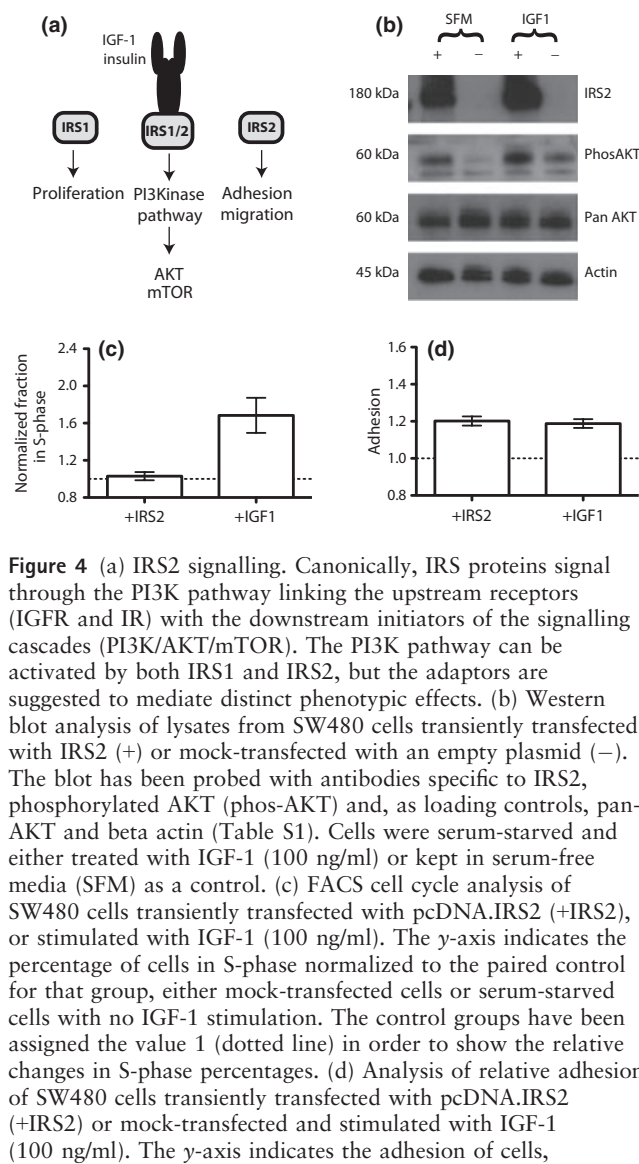 (a)
IGF-1
insulin
IRS1
IRS1/2
IRS2
Proliferation
PI3Kinase
pathway
Adhesion
migration
AKT
mTOR
(b)
SFM
IGF1
+ − + −
180 kDa
IRS2
60 kDa
PhosAKT
60 kDa
Pan AKT
45 kDa
Actin
(c)
Normalized fraction
in S-phase
2.4
2.0
1.6
1.2
0.8
+IRS2
+IGF1
(d)
Adhesion
1.6
1.4
1.2
1.0
0.8
+IRS2
+IGF1
Figure 4 (a) IRS2 signalling. Canonically, IRS proteins signal
through the PI3K pathway linking the upstream receptors
(IGFR and IR) with the downstream initiators of the signalling
cascades (PI3K/AKT/mTOR). The PI3K pathway can be
activated by both IRS1 and IRS2, but the adaptors are
suggested to mediate distinct phenotypic effects. (b) Western
blot analysis of lysates from SW480 cells transiently transfected
with IRS2 (+) or mock-transfected with an empty plasmid (−).
The blot has been probed with antibodies specific to IRS2,
phosphorylated AKT (phos-AKT) and, as loading controls, pan-
AKT and beta actin (Table S1). Cells were serum-starved and
either treated with IGF-1 (100 ng/ml) or kept in serum-free
media (SFM) as a control. (c) FACS cell cycle analysis of
SW480 cells transiently transfected with pcDNA.IRS2 (+IRS2),
or stimulated with IGF-1 (100 ng/ml). The y-axis indicates the
percentage of cells in S-phase normalized to the paired control
for that group, either mock-transfected cells or serum-starved
cells with no IGF-1 stimulation. The control groups have been
assigned the value 1 (dotted line) in order to show the relative
changes in S-phase percentages. (d) Analysis of relative adhesion
of SW480 cells transiently transfected with pcDNA.IRS2
(+IRS2) or mock-transfected and stimulated with IGF-1
(100 ng/ml). The y-axis indicates the adhesion of cells,